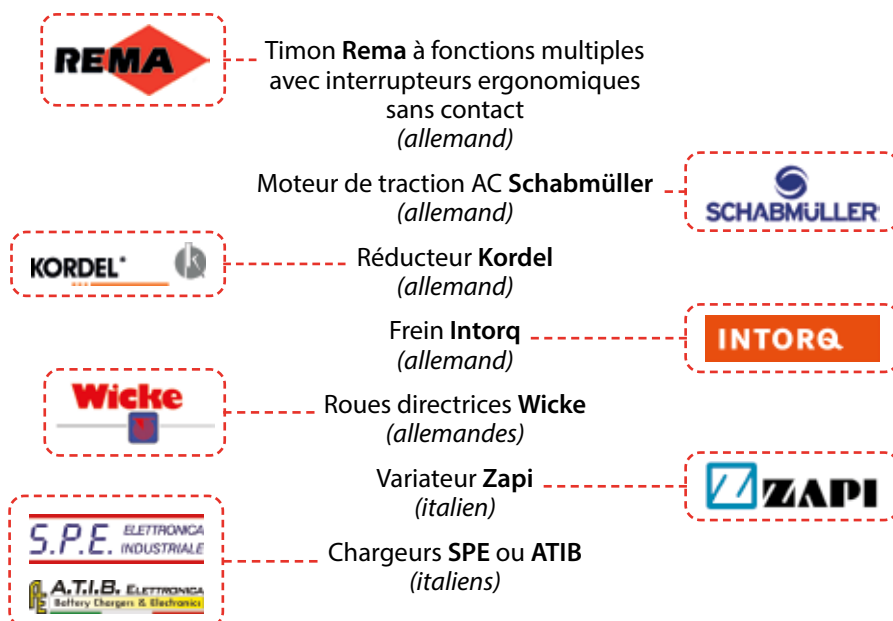 REMA
Timon Rema à fonctions multiples
avec interrupteurs ergonomiques
sans contact
(allemand)
Moteur de traction AC Schabmüller
(allemand)
SCHABMÜLLER
KORDEL
Réducteur Kordel
(allemand)
Frein Intorq
(allemand)
INTORQ
Wicke
Roues directrices Wicke
(allemandes)
Variateur Zapi
(italien)
ZAPI
S.P.E. ELETTRONICA
INDUSTRIALE
Chargeurs SPE ou ATIB
(italiens)
A.T.I.B. ELETTRONICA
Battery Chargers & Electronics